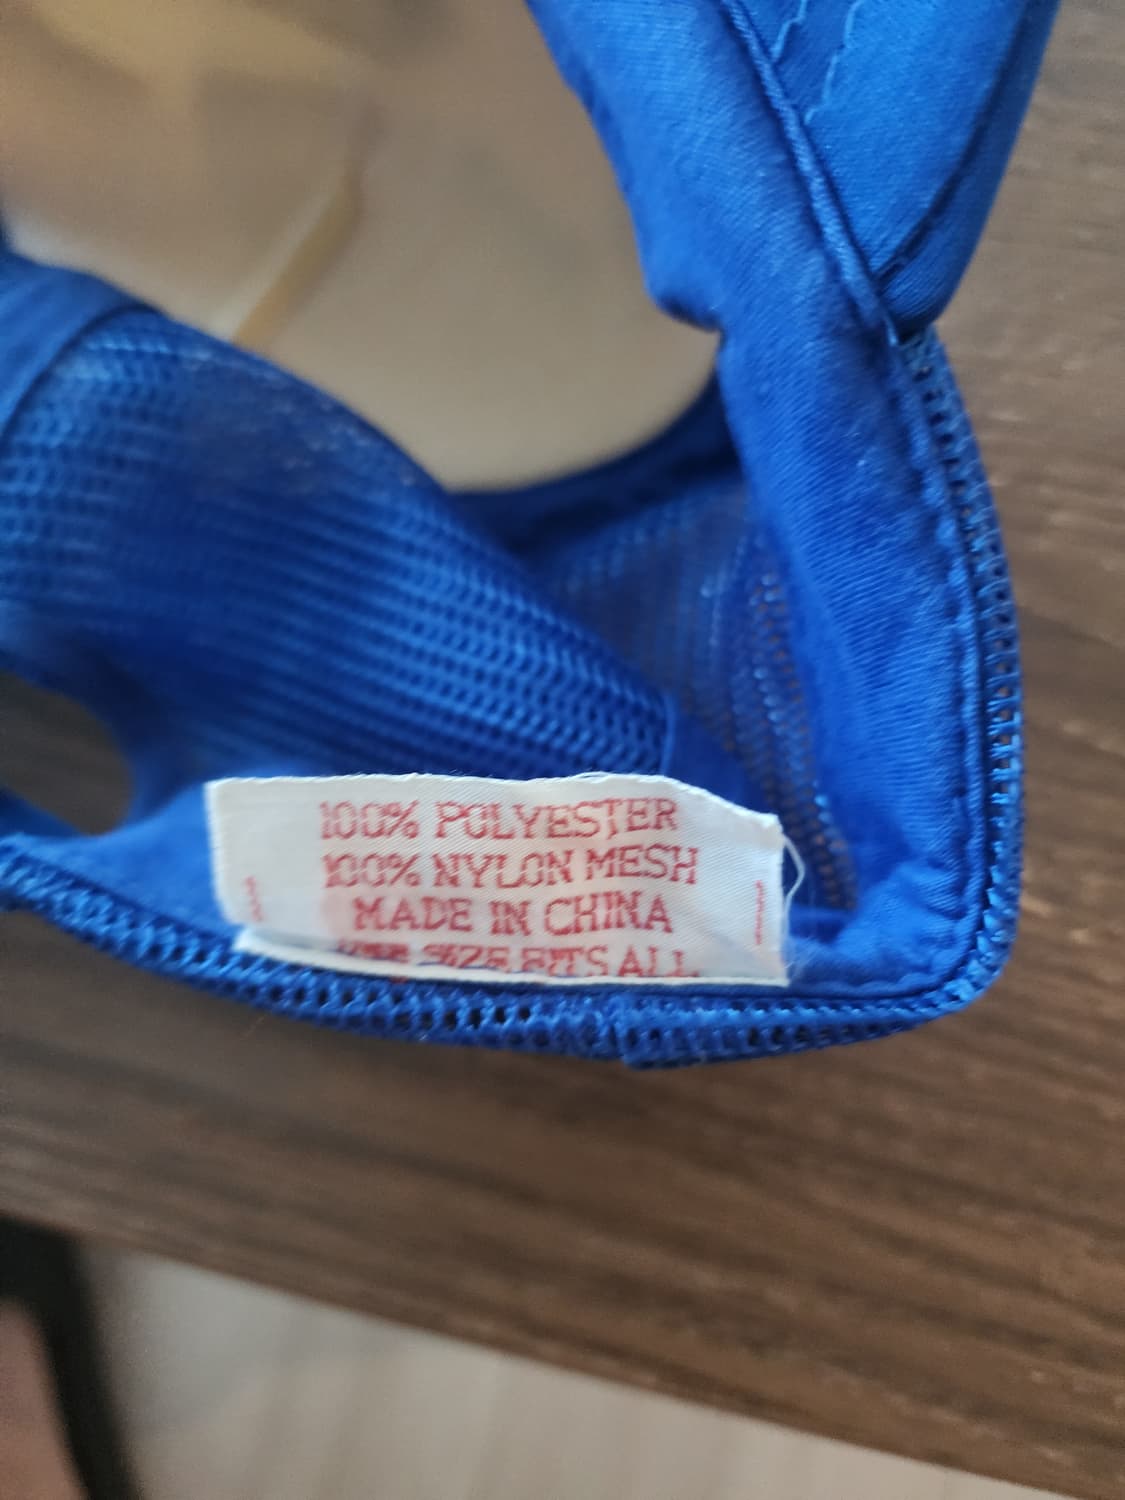 100% POLYESTER
100% NYLON MESH
MADE IN CHINA
SIZE FITS ALL